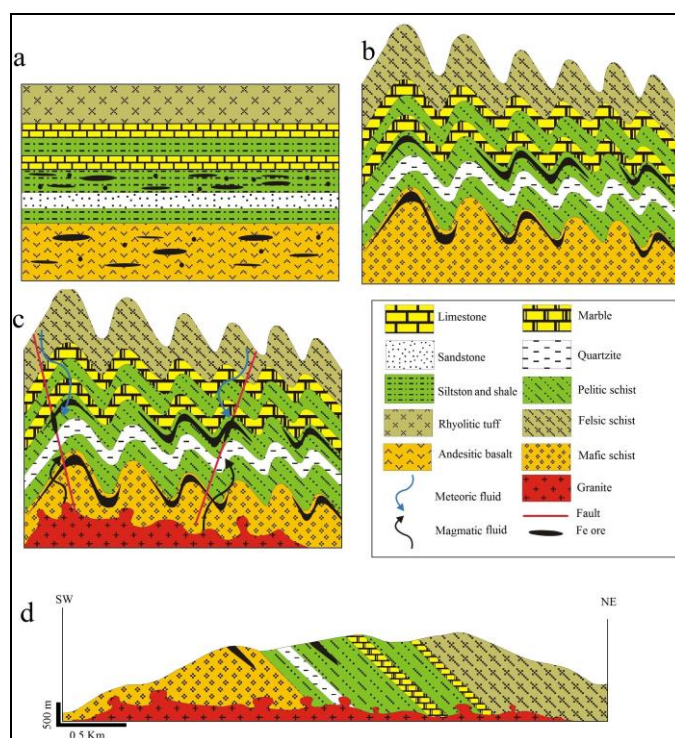 a
b
c
Limestone
Marble
Sandstone
Quartzite
Siltston and shale
Pelitic schist
Rhyolitic tuff
Felsic schist
Andesitic basalt
Mafic schist
Meteoric fluid
Granite
Magmatic fluid
Fault
Fe ore
d
SW
NE
500 m
0.5 Km